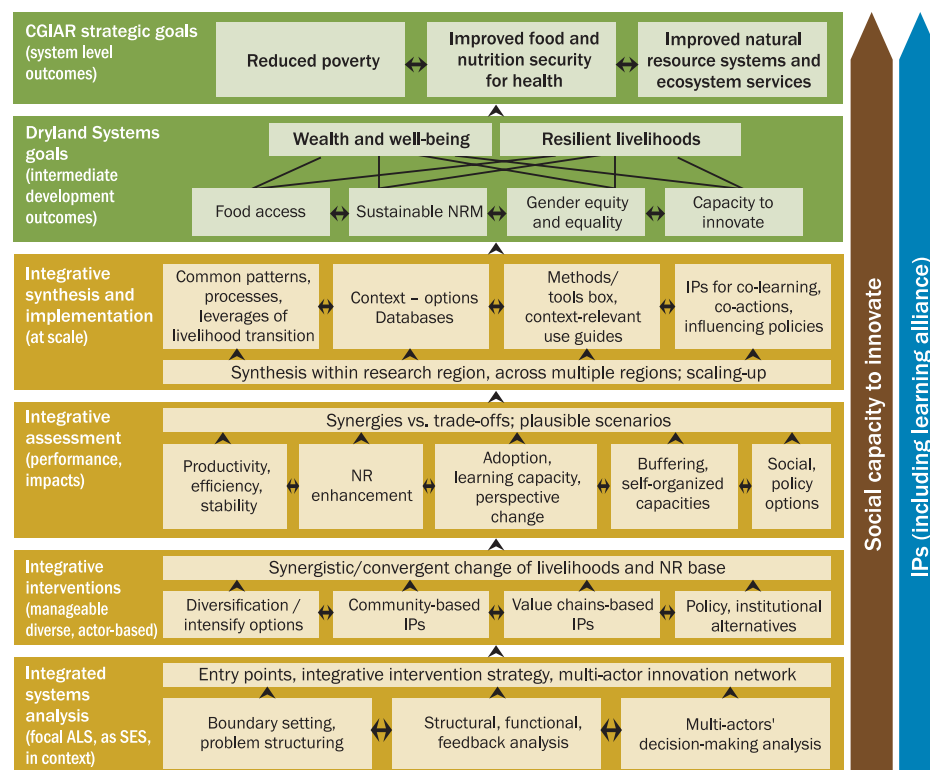 CGIAR strategic goals
(system level
outcomes)
Reduced poverty
Improved food and
nutrition security
for health
Improved natural
resource systems and
ecosystem services
Dryland Systems
goals
(intermediate
development
outcomes)
Wealth and well-being
Resilient livelihoods
Food access
Sustainable NRM
Gender equity
and equality
Capacity to
innovate
Integrative
synthesis and
implementation
(at scale)
Common patterns,
processes,
leverages of
livelihood transition
Context – options
Databases
Methods/
tools box,
context-relevant
use guides
IPs for co-learning,
co-actions,
influencing policies
Synthesis within research region, across multiple regions; scaling-up
Integrative
assessment
(performance,
impacts)
Synergies vs. trade-offs; plausible scenarios
Productivity,
efficiency,
stability
NR
enhancement
Adoption,
learning capacity,
perspective
change
Buffering,
self-organized
capacities
Social,
policy
options
Integrative
interventions
(manageable
diverse, actor-based)
Synergistic/convergent change of livelihoods and NR base
Diversification /
intensify options
Community-based
IPs
Value chains-based
IPs
Policy, institutional
alternatives
Integrated
systems
analysis
(focal ALS, as SES,
in context)
Entry points, integrative intervention strategy, multi-actor innovation network
Boundary setting,
problem structuring
Structural, functional,
feedback analysis
Multi-actors'
decision-making analysis
Social capacity to innovate
IPs (including learning alliance)